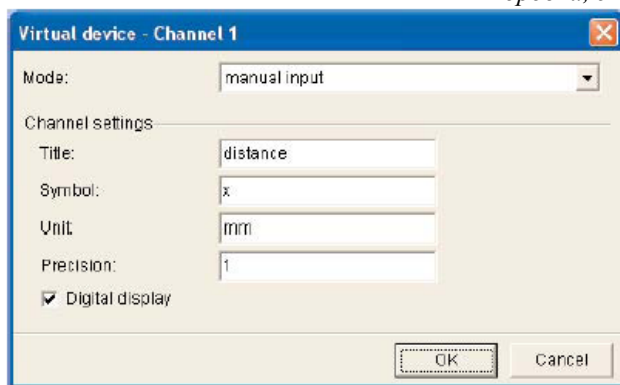 Virtual device - Channel 1
Mode: manual input
Channel settings
Title: distance
Symbol: x
Unit: mm
Precision: 1
Digital display
OK Cancel